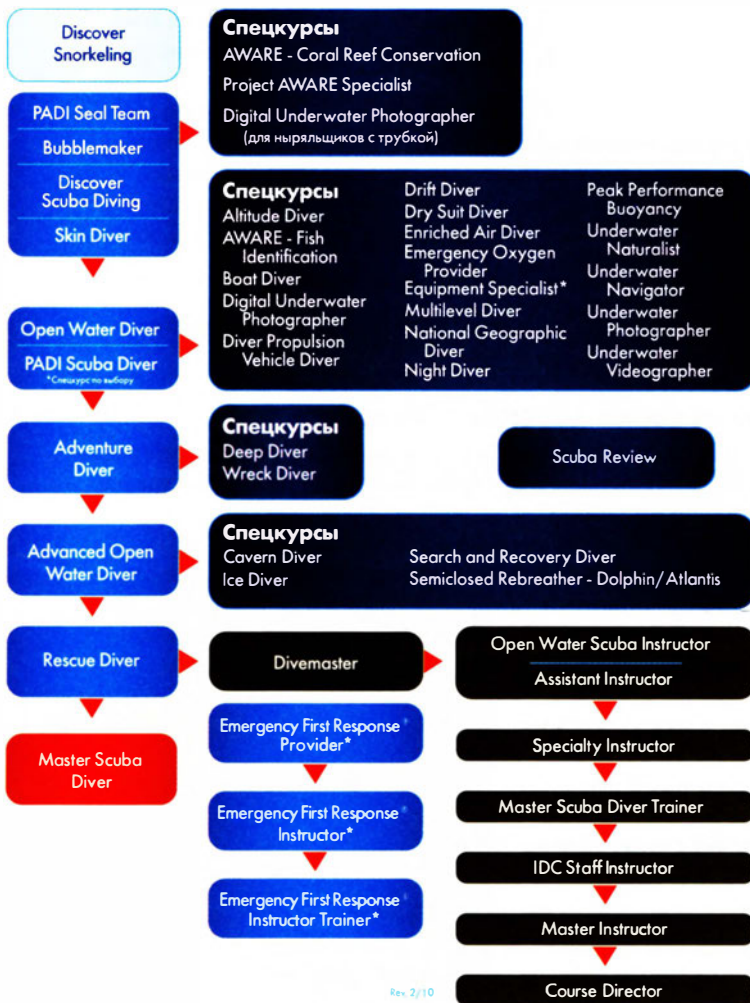 Discover
Snorkeling
PADI Seal Team
Bubblemaker
Discover
Scuba Diving
Skin Diver
Спецкурсы
AWARE - Coral Reef Conservation
Project AWARE Specialist
Digital Underwater Photographer
(для ныряльщиков с трубкой)
Open Water Diver
PADI Scuba Diver
*Спецкурс по выбору
Спецкурсы
Altitude Diver
AWARE - Fish
Identification
Boat Diver
Digital Underwater
Photographer
Diver Propulsion
Vehicle Diver
Drift Diver
Dry Suit Diver
Enriched Air Diver
Emergency Oxygen
Provider
Equipment Specialist*
Multilevel Diver
National Geographic
Diver
Night Diver
Peak Performance
Buoyancy
Underwater
Naturalist
Underwater
Navigator
Underwater
Photographer
Underwater
Videographer
Adventure
Diver
Спецкурсы
Deep Diver
Wreck Diver
Scuba Review
Advanced Open
Water Diver
Спецкурсы
Cavern Diver
Ice Diver
Search and Recovery Diver
Semiclosed Rebreather - Dolphin/Atlantis
Rescue Diver
Master Scuba
Diver
Divemaster
Emergency First Response
Provider*
Emergency First Response
Instructor*
Emergency First Response
Instructor Trainer*
Open Water Scuba Instructor
Assistant Instructor
Specialty Instructor
Master Scuba Diver Trainer
IDC Staff Instructor
Master Instructor
Course Director
Rev. 2/10